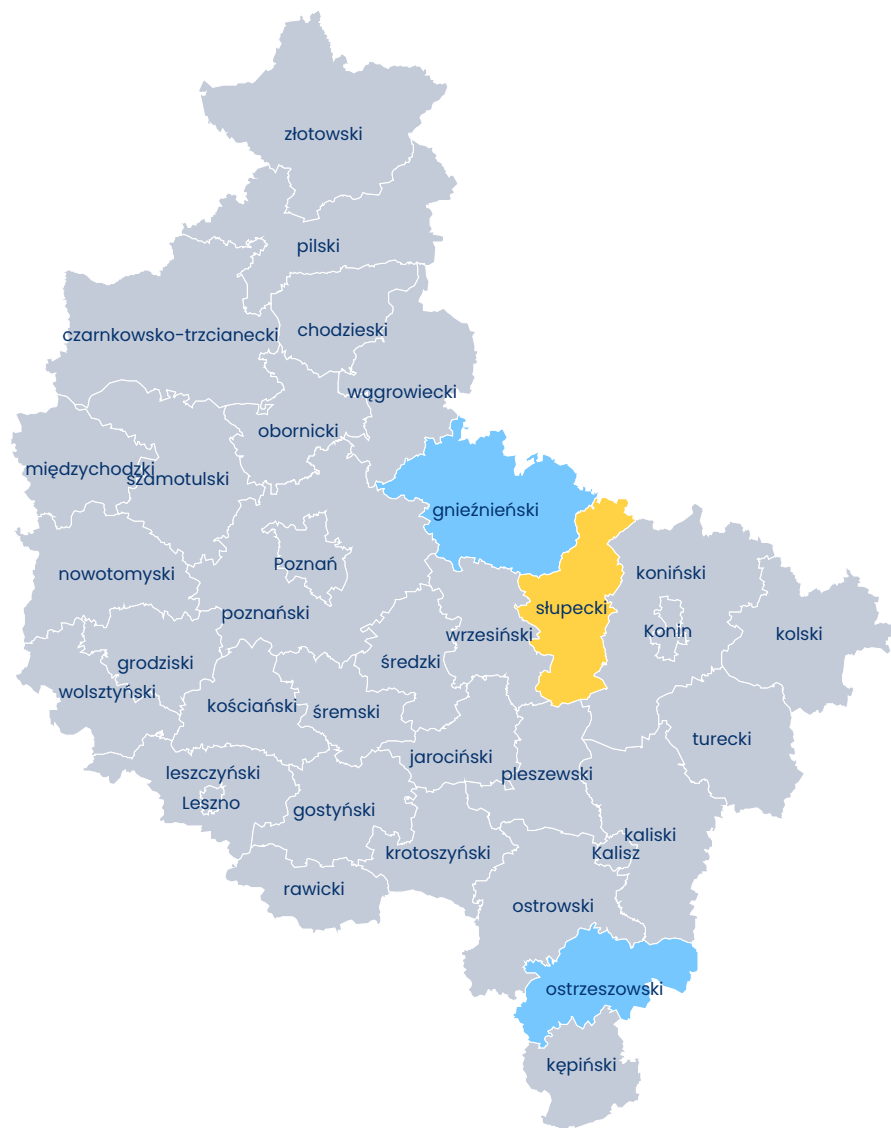 złotowski
pilski
czarnkowsko-trzcianecki
chodzieski
wągrowiecki
obornicki
międzychodzki
szamotulski
gnieźnieński
Poznań
nowotomyski
koniński
poznański
słupecki
Konin
kolski
wrzesiński
grodziski
średzki
wolsztyński
kościański
śremski
turecki
jarociński
leszczyński
pleszewski
Leszno
gostyński
kaliski
krotoszyński
Kalisz
rawicki
ostrowski
ostrzeszowski
kępiński